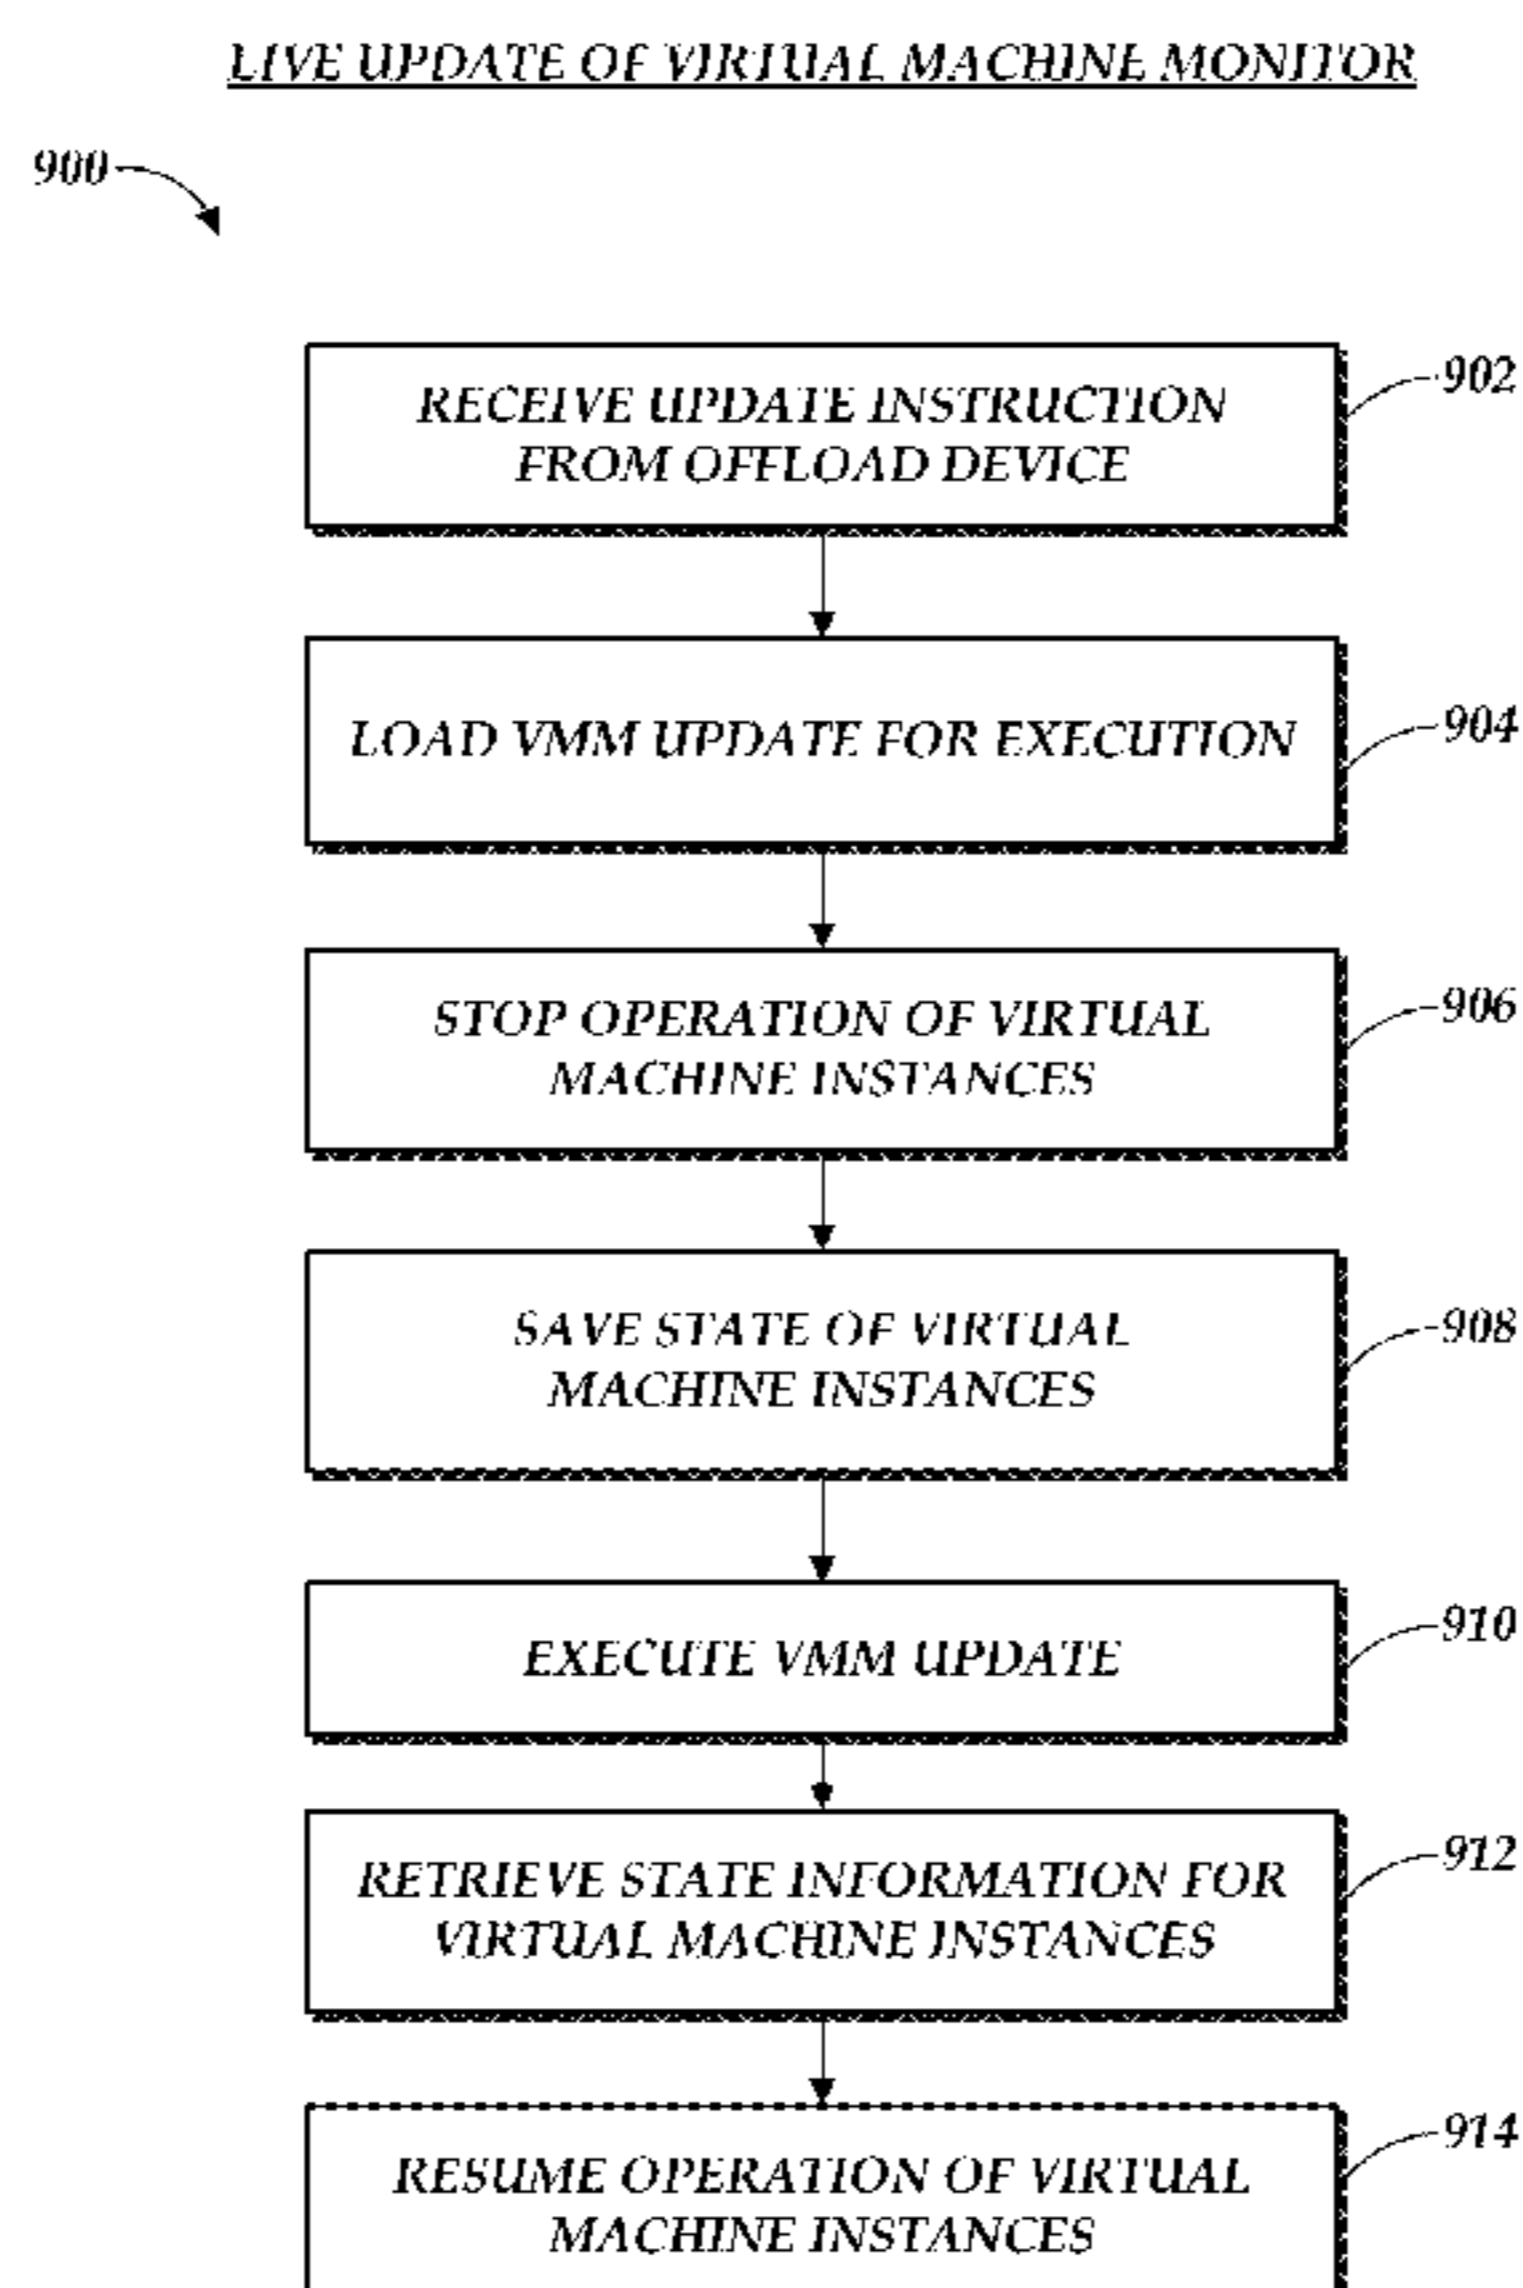 LIVE UPDATE OF VIRTUAL MACHINE MONITOR
900
RECEIVE UPDATE INSTRUCTION
FROM OFFLOAD DEVICE
902
LOAD VMM UPDATE FOR EXECUTION
904
STOP OPERATION OF VIRTUAL
MACHINE INSTANCES
906
SAVE STATE OF VIRTUAL
MACHINE INSTANCES
908
EXECUTE VMM UPDATE
910
RETRIEVE STATE INFORMATION FOR
VIRTUAL MACHINE INSTANCES
912
RESUME OPERATION OF VIRTUAL
MACHINE INSTANCES
914